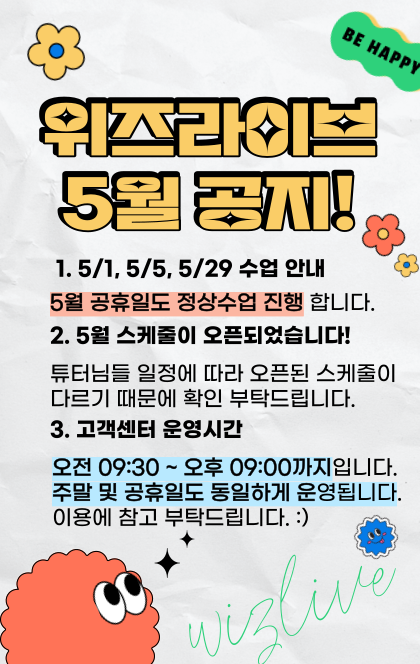 BE HAPPY
위즈라이브
5월 공지!
1. 5/1, 5/5, 5/29 수업 안내
5월 공휴일도 정상수업 진행 합니다.
2. 5월 스케줄이 오픈되었습니다!
튜터님들 일정에 따라 오픈된 스케줄이
다르기 때문에 확인 부탁드립니다.
3. 고객센터 운영시간
오전 09:30 ~ 오후 09:00까지입니다.
주말 및 공휴일도 동일하게 운영됩니다.
이용에 참고 부탁드립니다. :)
wizlive